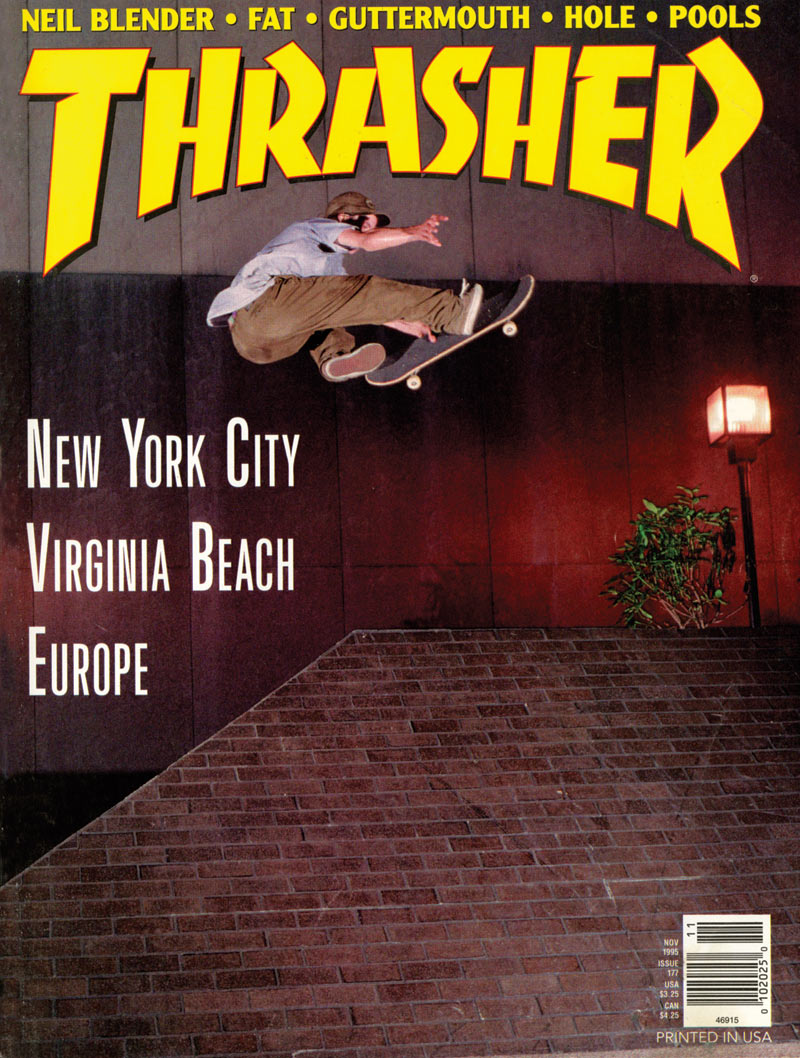 NEIL BLENDER • FAT • GUTTERMOUTH • HOLE • POOLS
THRASHER
®
NEW YORK CITY
VIRGINIA BEACH
EUROPE
NOV
1995
ISSUE
177
USA
$3.25
CAN
$4.25
11
0 102025 0
46915
PRINTED IN USA